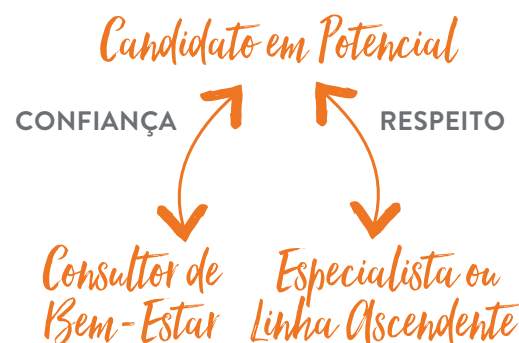 Candidato em Potencial
CONFIANÇA
RESPEITO
Consultor de
Bem-Estar
Especialista ou
Linha Ascendente